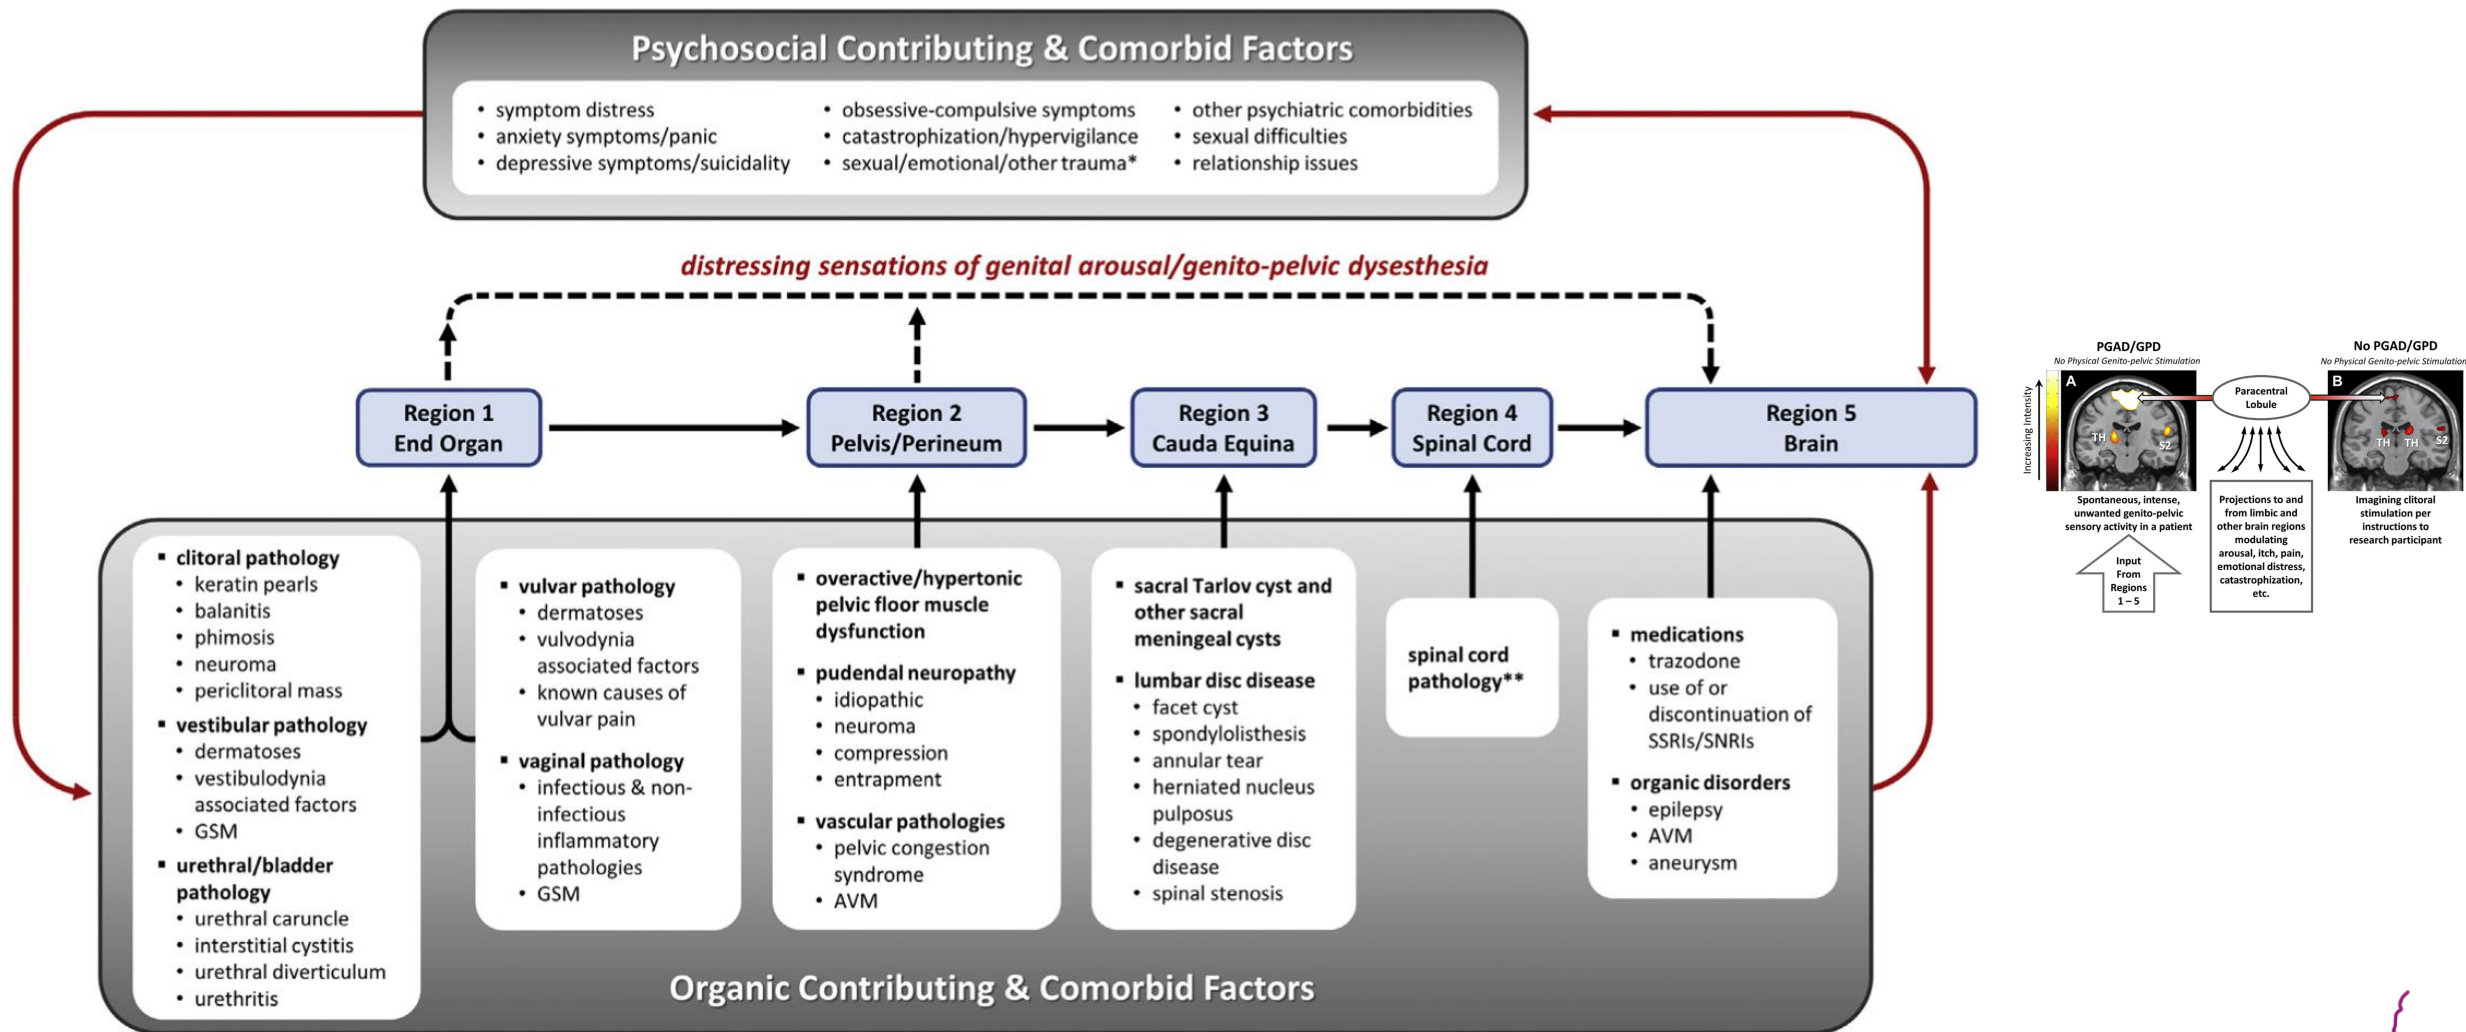 Psychosocial Contributing & Comorbid Factors
• symptom distress
• anxiety symptoms/panic
• depressive symptoms/suicidality
• obsessive-compulsive symptoms
• catastrophization/hypervigilance
• sexual/emotional/other trauma*
• other psychiatric comorbidities
• sexual difficulties
• relationship issues
distressing sensations of genital arousal/genito-pelvic dysesthesia
Region 1
End Organ
Region 2
Pelvis/Perineum
Region 3
Cauda Equina
Region 4
Spinal Cord
Region 5
Brain
▪ clitoral pathology
• keratin pearls
• balanitis
• phimosis
• neuroma
• periclitoral mass
▪ vestibular pathology
• dermatoses
• vestibulodynia
associated factors
• GSM
▪ urethral/bladder
pathology
• urethral caruncle
• interstitial cystitis
• urethral diverticulum
• urethritis
▪ vulvar pathology
• dermatoses
• vulvodynia
associated factors
• known causes of
vulvar pain
▪ vaginal pathology
• infectious & non-
infectious
inflammatory
pathologies
• GSM
▪ overactive/hypertonic
pelvic floor muscle
dysfunction
▪ pudendal neuropathy
• idiopathic
• neuroma
• compression
• entrapment
▪ vascular pathologies
• pelvic congestion
syndrome
• AVM
▪ sacral Tarlov cyst and
other sacral
meningeal cysts
▪ lumbar disc disease
• facet cyst
• spondylolisthesis
• annular tear
• herniated nucleus
pulposus
• degenerative disc
disease
• spinal stenosis
spinal cord
pathology**
▪ medications
• trazodone
• use of or
discontinuation of
SSRIs/SNRIs
▪ organic disorders
• epilepsy
• AVM
• aneurysm
Organic Contributing & Comorbid Factors
PGAD/GPD
No Physical Genito-pelvic Stimulation
Increasing Intensity
A
TH
S2
Spontaneous, intense,
unwanted genito-pelvic
sensory activity in a patient
Input
From
Regions
1 – 5
Paracentral
Lobule
Projections to and
from limbic and
other brain regions
modulating
arousal, itch, pain,
emotional distress,
catastrophization,
etc.
No PGAD/GPD
No Physical Genito-pelvic Stimulation
B
TH
TH
S2
Imagining clitoral
stimulation per
instructions to
research participant